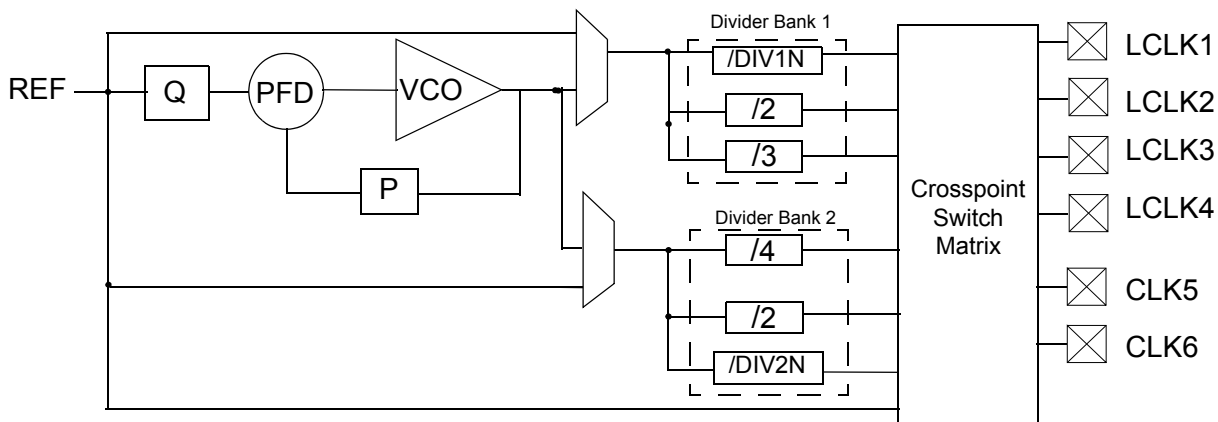 REF
Q
PFD
VCO
P
Divider Bank 1
/DIV1N
/2
/3
Divider Bank 2
/4
/2
/DIV2N
Crosspoint
Switch
Matrix
LCLK1
LCLK2
LCLK3
LCLK4
CLK5
CLK6